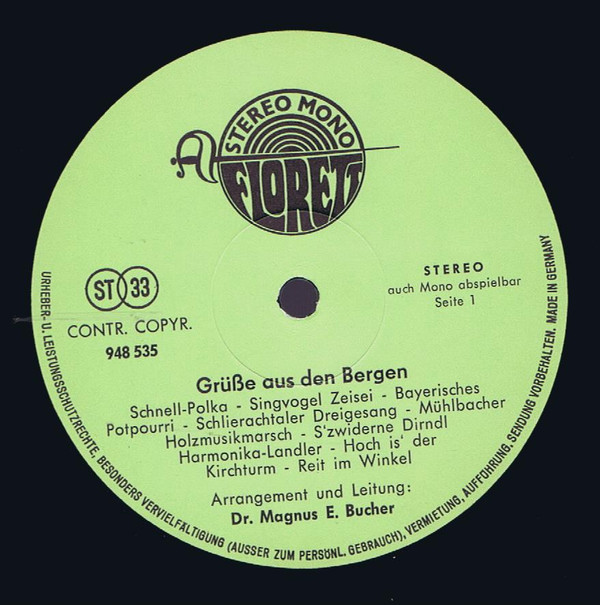 STEREO MONO
FLORETT
ST 33
CONTR. COPYR.
948 535
STEREO
auch Mono abspielbar
Seite 1
Grüße aus den Bergen
Schnell-Polka - Singvogel Zeisei - Bayerisches
Potpourri - Schlierachtaler Dreigesang - Mühlbacher
Holzmusikmarsch - S'zwiderne Dirndl
Harmonika-Landler - Hoch is' der
Kirchturm - Reit im Winkel
Arrangement und Leitung:
Dr. Magnus E. Bucher
URHEBER- U. LEISTUNGSSCHUTZRECHTE, BESONDERS VERVIELFÄLTIGUNG (AUSSER ZUM PERSÖNL. GEBRAUCH), VERMIETUNG, AUFFÜHRUNG, SENDUNG VORBEHALTEN. MADE IN GERMANY